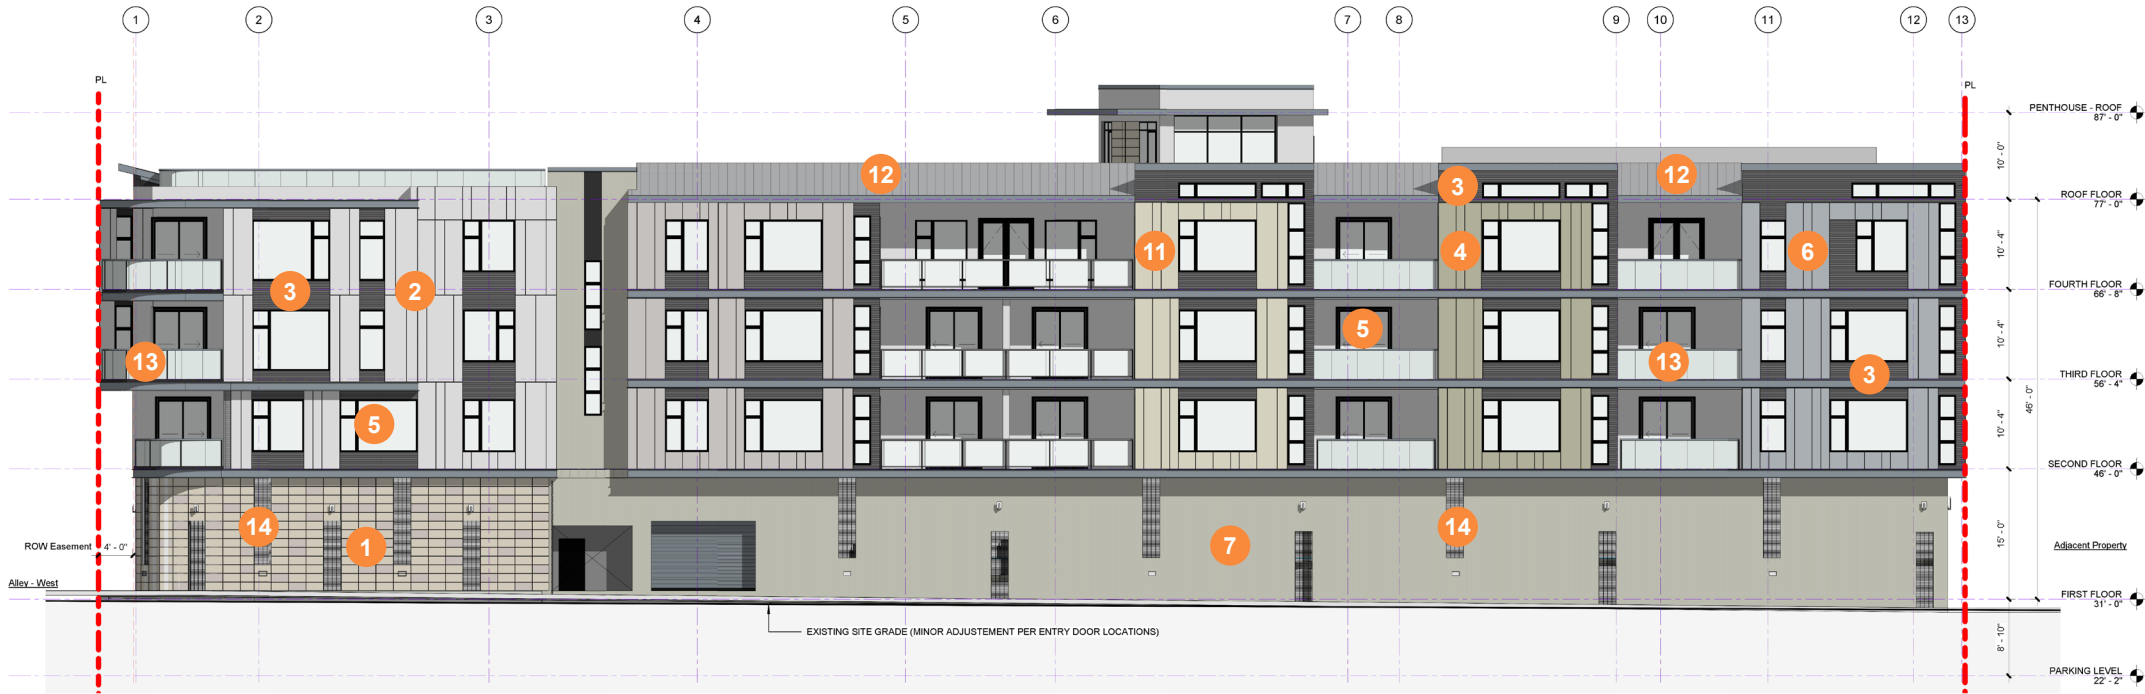 1 2 3 4 5 6 7 8 9 10 11 12 13
PL PL
PENTHOUSE - ROOF
87' - 0"
10' - 0"
12 12
3
ROOF FLOOR
77' - 0"
11 4 6
10' - 4"
3 2
FOURTH FLOOR
66' - 8"
5
10' - 4"
13 13
3
THIRD FLOOR
56' - 4"
46' - 0"
5
10' - 4"
SECOND FLOOR
46' - 0"
14 14
15' - 0"
1 7
ROW Easement 4' - 0"
Adjacent Property
Alley - West
FIRST FLOOR
31' - 0"
EXISTING SITE GRADE (MINOR ADJUSTEMENT PER ENTRY DOOR LOCATIONS)
8' - 10"
PARKING LEVEL
22' - 2"